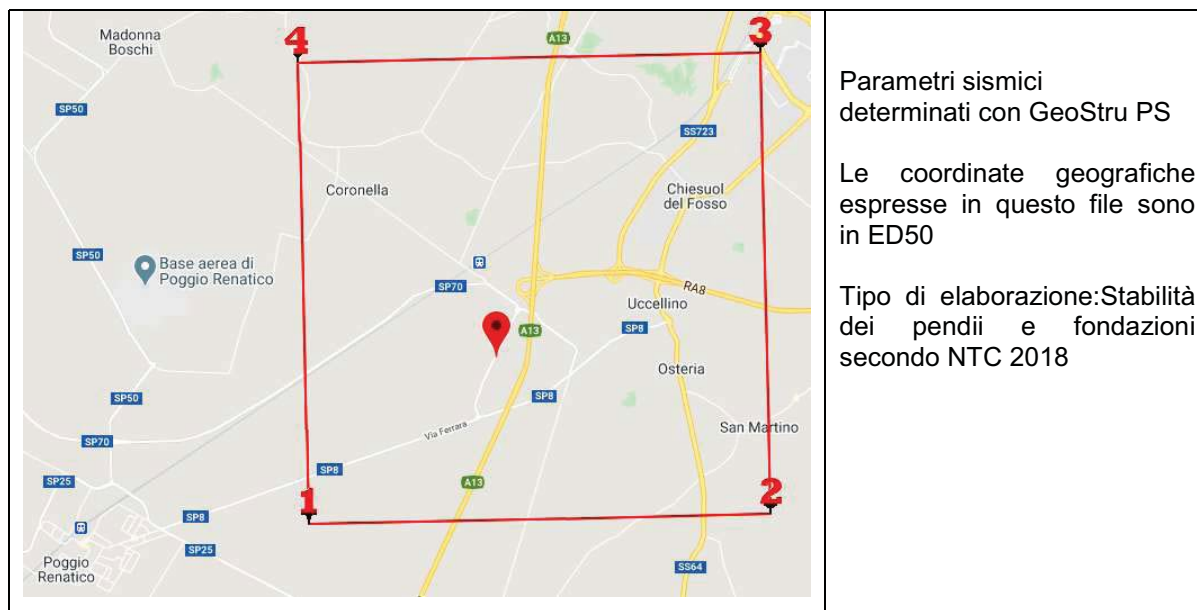 4
3
Madonna
Boschi
A13
SP50
SS723
Coronella
Chiesuol
del Fosso
SP50
Base aerea di
Poggio Renatico
SP70
RA8
Uccellino
A13
SP8
Osteria
SP50
SP8
Via Ferrara
San Martino
SP70
SP8
SP25
A13
1
2
SP8
SP25
Poggio
Renatico
SS64
Parametri sismici
determinati con GeoStru PS
Le coordinate geografiche
espresse in questo file sono
in ED50
Tipo di elaborazione:Stabilità
dei pendii e fondazioni
secondo NTC 2018